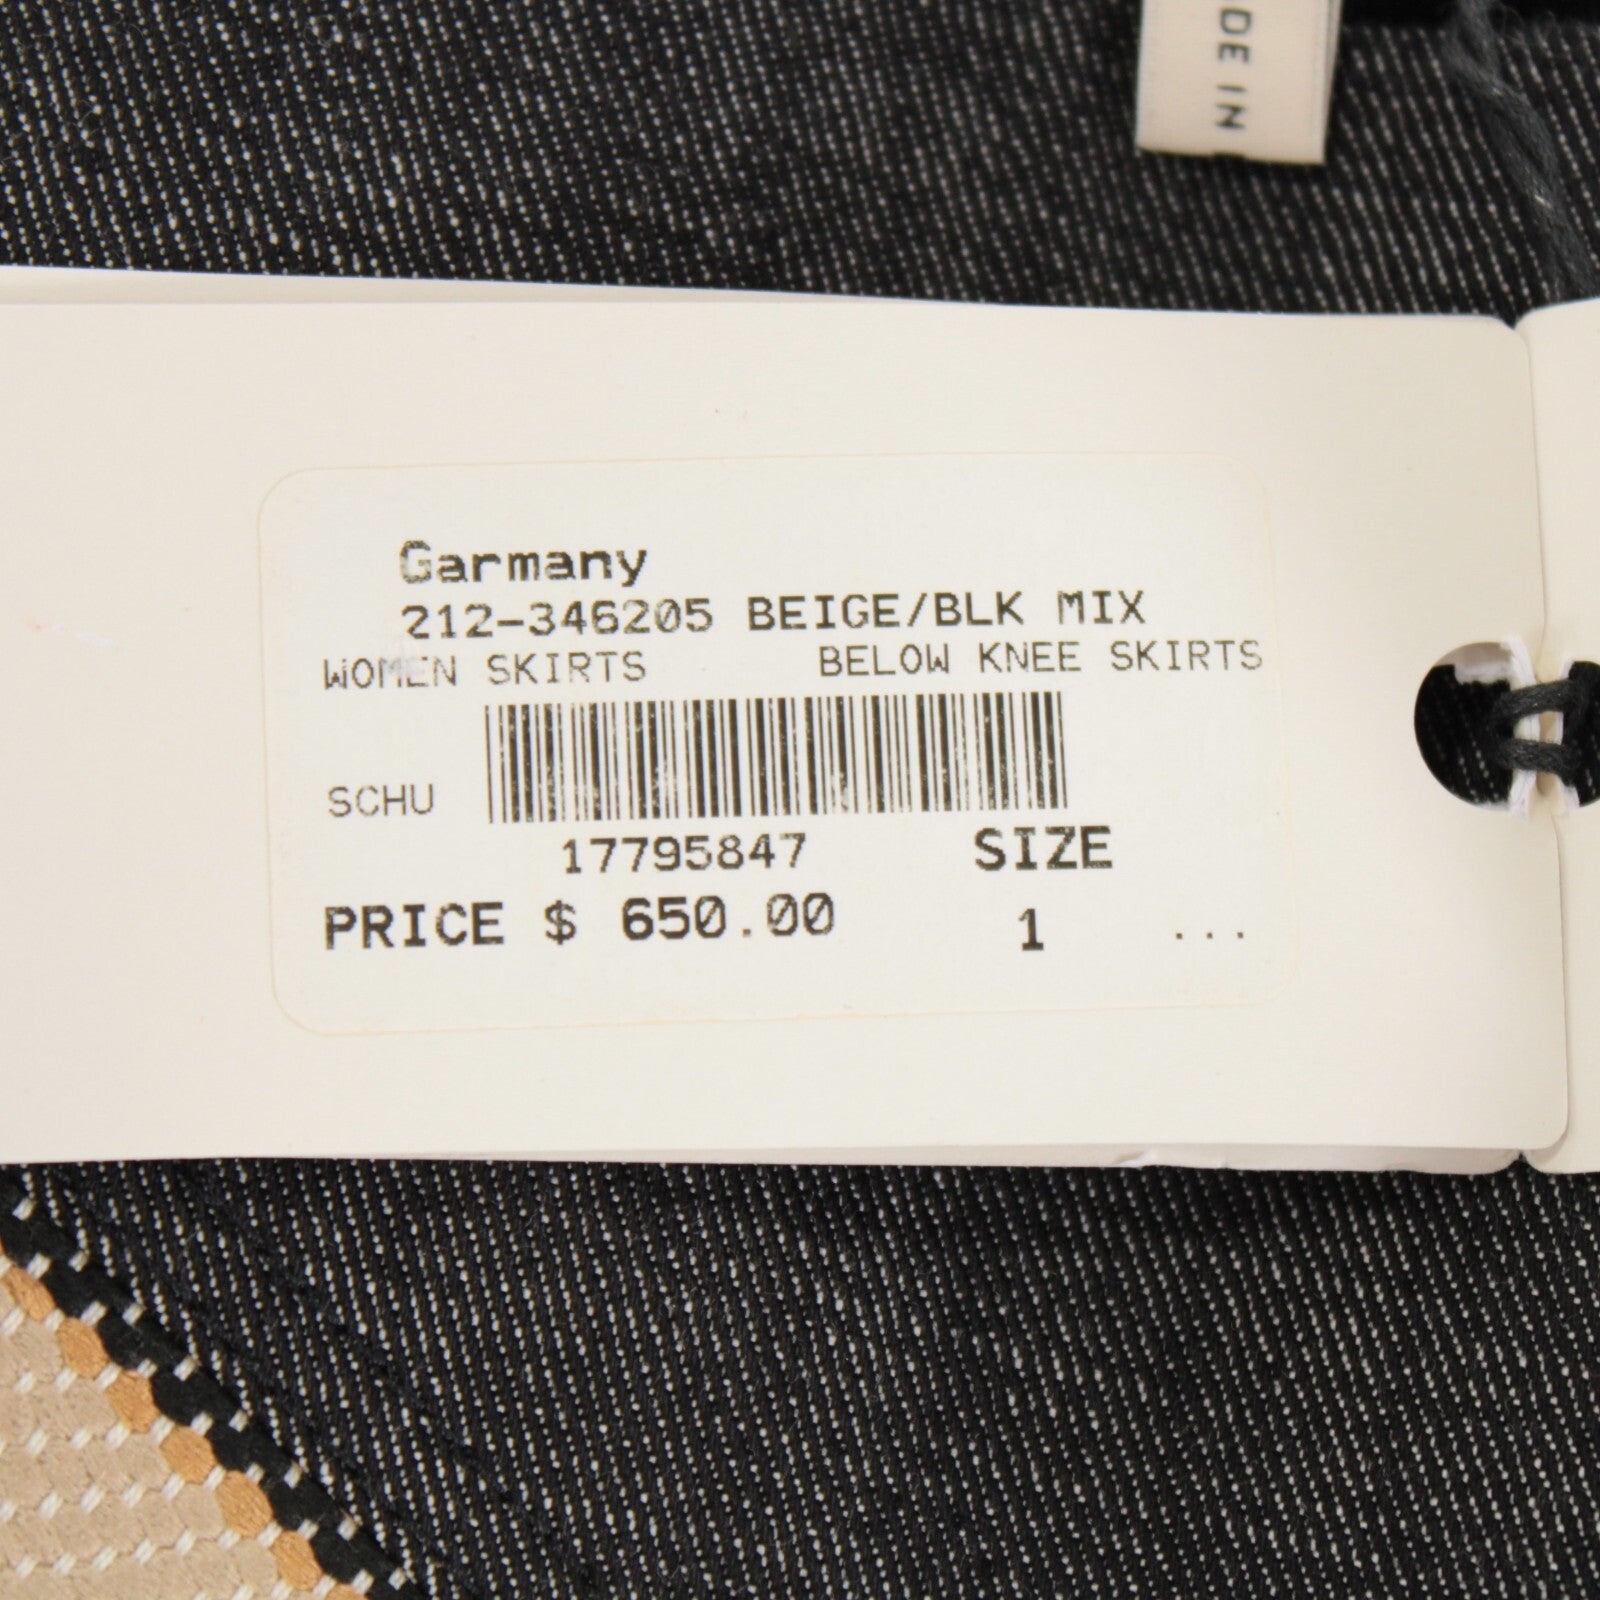 DE IN
Garmany
212-346205 BEIGE/BLK MIX
WOMEN SKIRTS BELOW KNEE SKIRTS
SCHU
17795847 SIZE
PRICE $ 650.00 1 ...